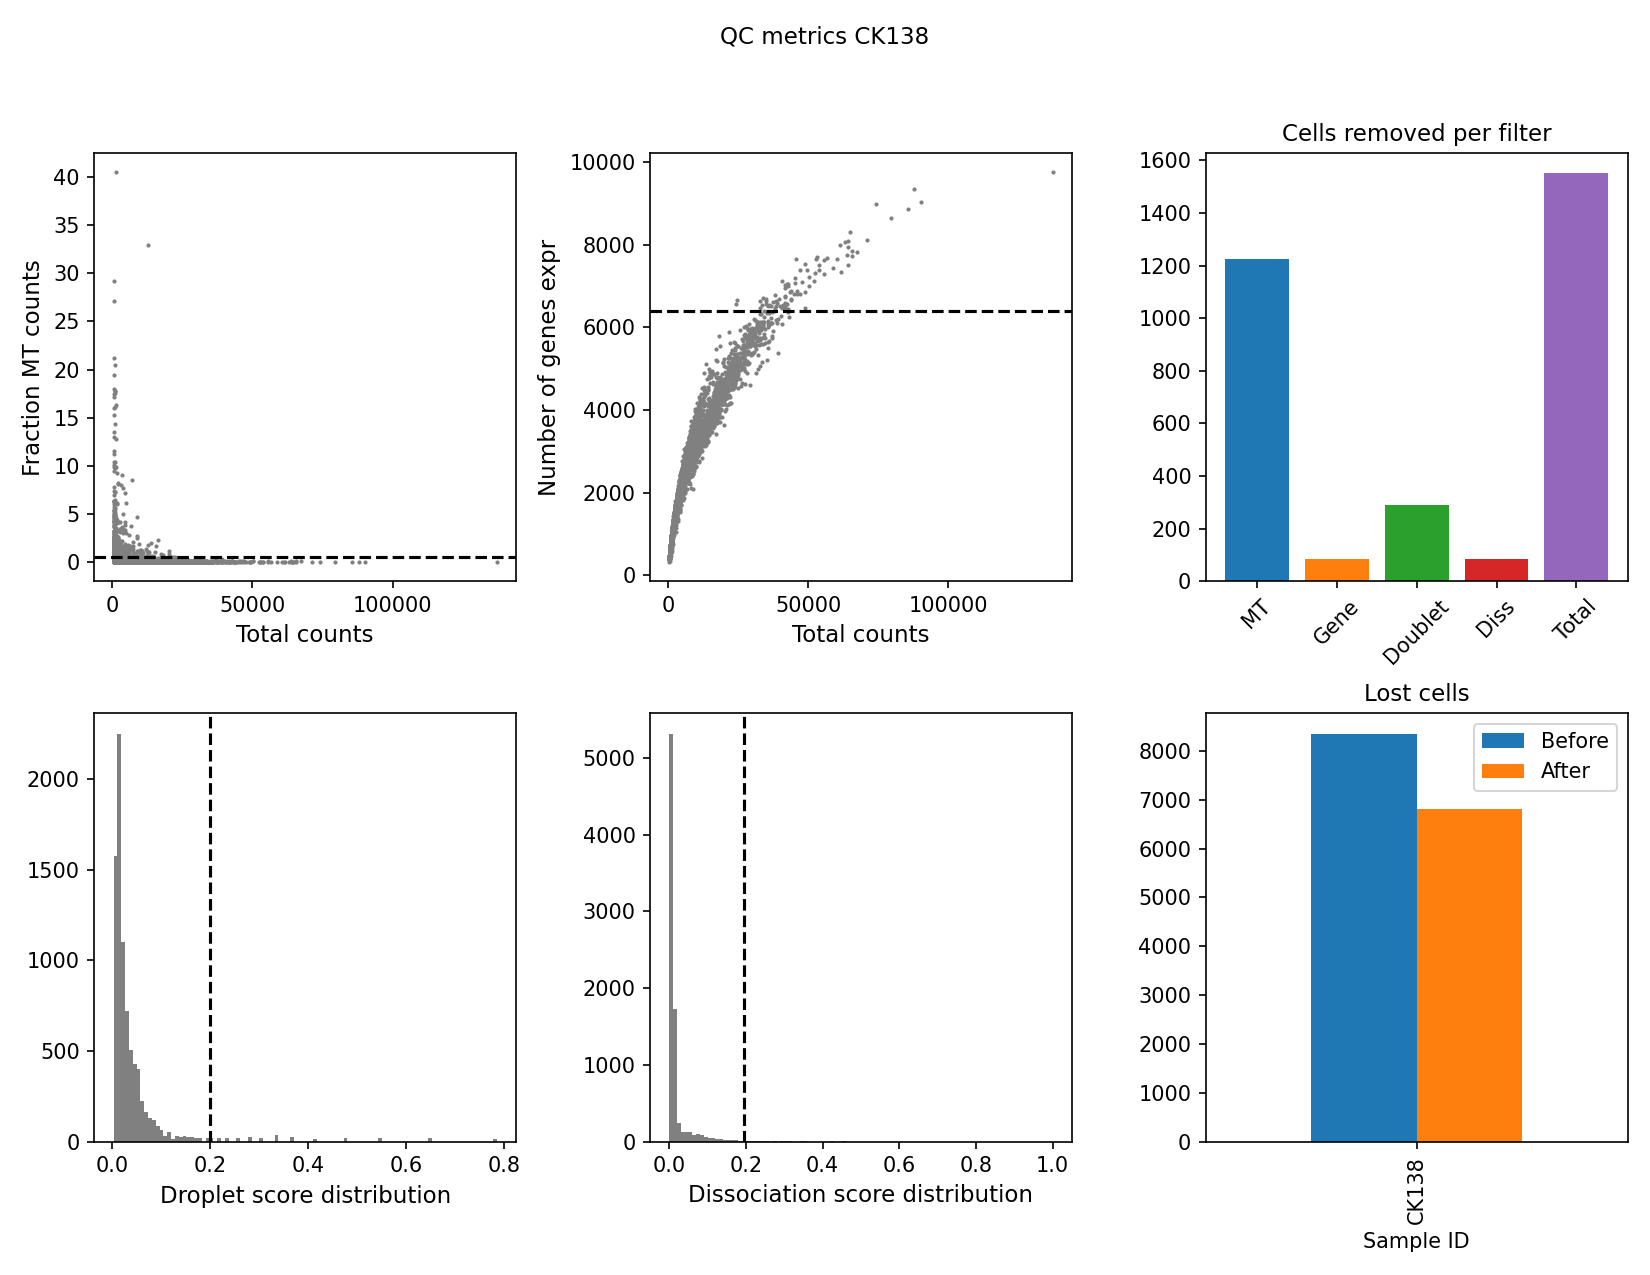 QC metrics CK138
40
35
30
25
20
15
10
5
0
Fraction MT counts
0 50000 100000
Total counts
10000
8000
6000
4000
2000
0
Number of genes expr
0 50000 100000
Total counts
Cells removed per filter
1600
1400
1200
1000
800
600
400
200
0
MT Gene Doublet Diss Total
2000
1500
1000
500
0
0.0 0.2 0.4 0.6 0.8
Droplet score distribution
5000
4000
3000
2000
1000
0
0.0 0.2 0.4 0.6 0.8 1.0
Dissociation score distribution
Lost cells
Before
After
8000
7000
6000
5000
4000
3000
2000
1000
0
CK138
Sample ID